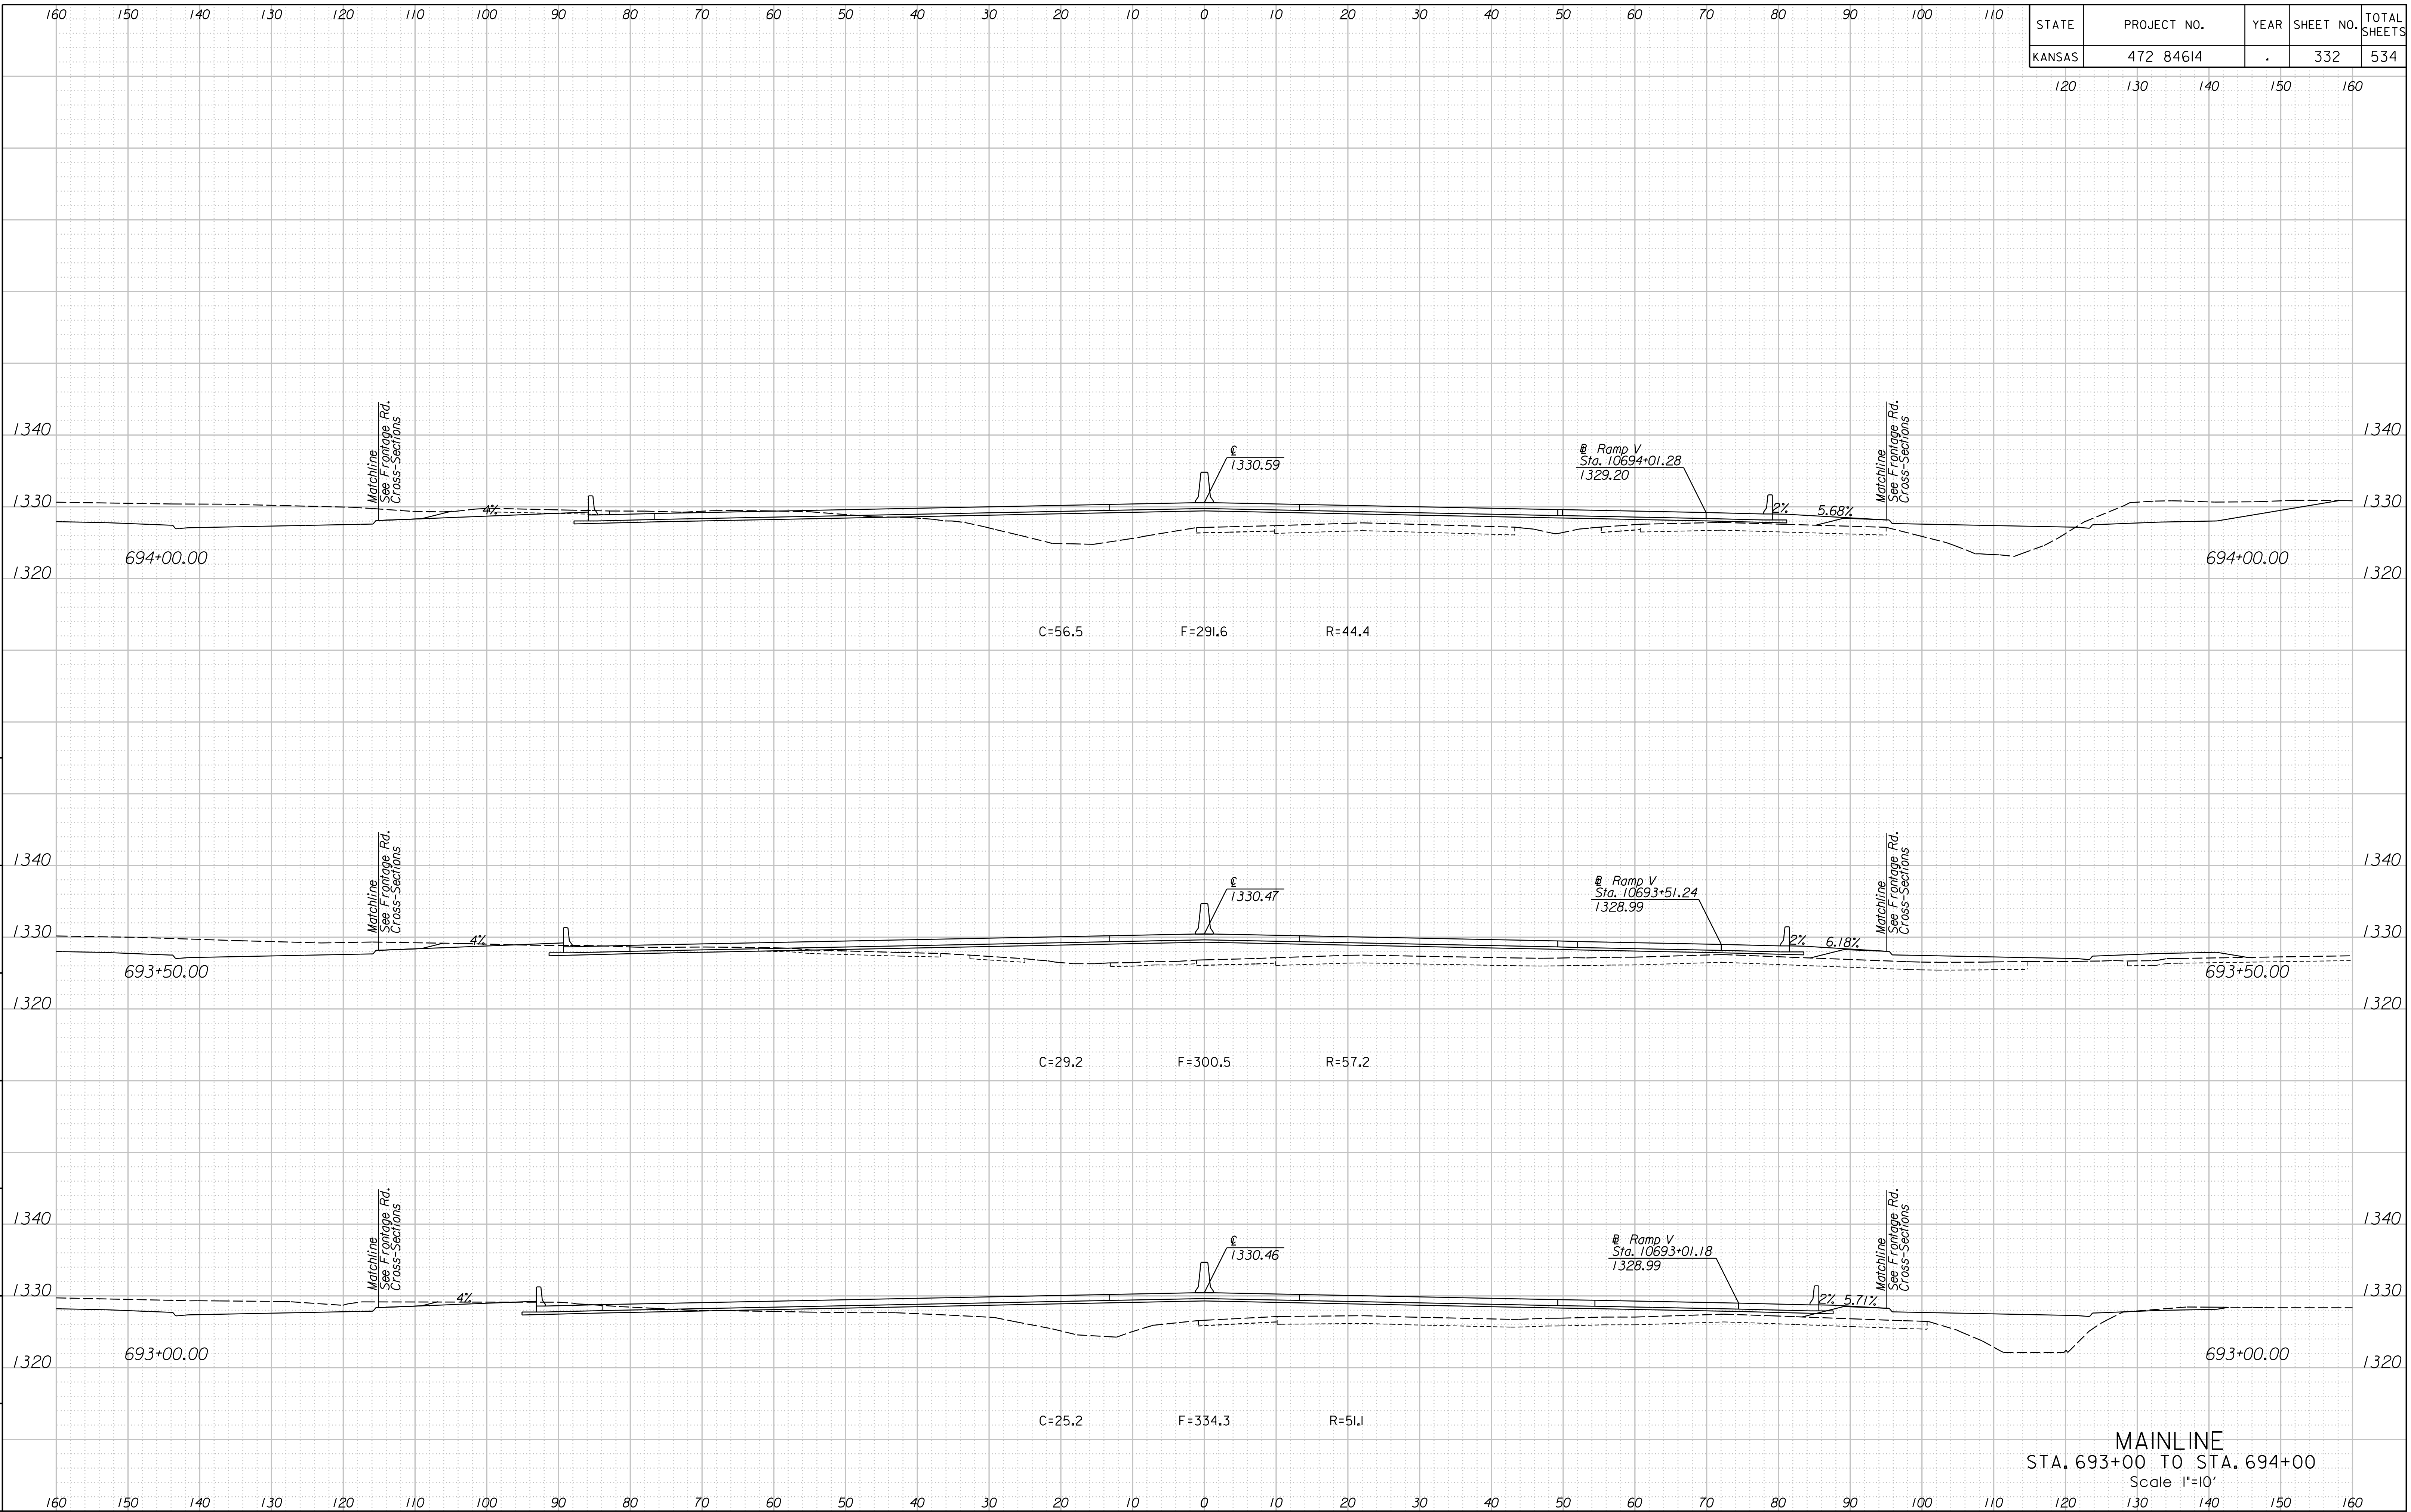 160 150 140 130 120 110 100 90 80 70 60 50 40 30 20 10 0 10 20 30 40 50 60 70 80 90 100 110
STATE PROJECT NO. YEAR SHEET NO. TOTAL SHEETS
KANSAS 472 84614 . 332 534
120 130 140 150 160
Matchline
See Frontage Rd.
Cross-Sections
Matchline
See Frontage Rd.
Cross-Sections
1340 1340
℄
1330.59
Ramp V
Sta. 10694+01.28
1329.20
1330 1330
4% 2% 5.68%
694+00.00 694+00.00
1320 1320
C=56.5 F=291.6 R=44.4
Matchline
See Frontage Rd.
Cross-Sections
Matchline
See Frontage Rd.
Cross-Sections
1340 1340
℄
1330.47
Ramp V
Sta. 10693+51.24
1328.99
1330 1330
4% 2% 6.18%
693+50.00 693+50.00
1320 1320
C=29.2 F=300.5 R=57.2
Matchline
See Frontage Rd.
Cross-Sections
Matchline
See Frontage Rd.
Cross-Sections
1340 1340
℄
1330.46
Ramp V
Sta. 10693+01.18
1328.99
1330 1330
4% 2% 5.71%
693+00.00 693+00.00
1320 1320
C=25.2 F=334.3 R=51.1
MAINLINE
STA. 693+00 TO STA. 694+00
Scale 1"=10'
160 150 140 130 120 110 100 90 80 70 60 50 40 30 20 10 0 10 20 30 40 50 60 70 80 90 100 110 120 130 140 150 160